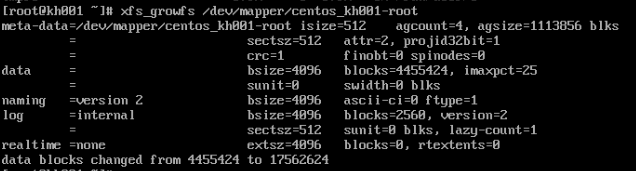 [root@kh001 ~]# xfs_growfs /dev/mapper/centos_kh001-root
meta-data=/dev/mapper/centos_kh001-root isize=512    agcount=4, agsize=1113856 blks
         =                       sectsz=512   attr=2, projid32bit=1
         =                       crc=1        finobt=0 spinodes=0
data     =                       bsize=4096   blocks=4455424, imaxpct=25
         =                       sunit=0      swidth=0 blks
naming   =version 2              bsize=4096   ascii-ci=0 ftype=1
log      =internal               bsize=4096   blocks=2560, version=2
         =                       sectsz=512   sunit=0 blks, lazy-count=1
realtime =none                   extsz=4096   blocks=0, rtextents=0
data blocks changed from 4455424 to 17562624